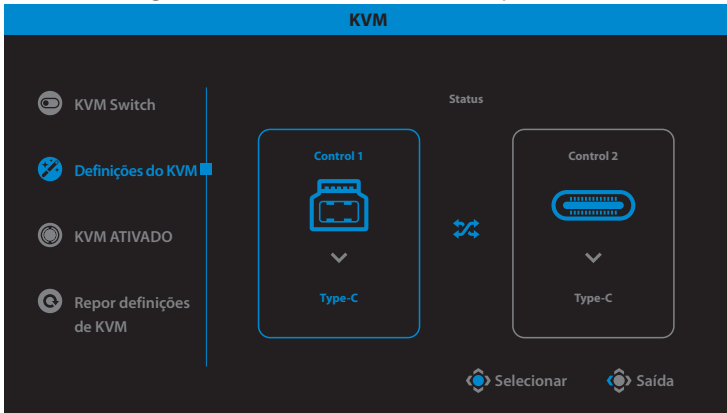 KVM
KVM Switch
Status
Control 1
Control 2
Definições do KVM
KVM ATIVADO
Type-C
Type-C
Repor definições
de KVM
Selecionar
Saída